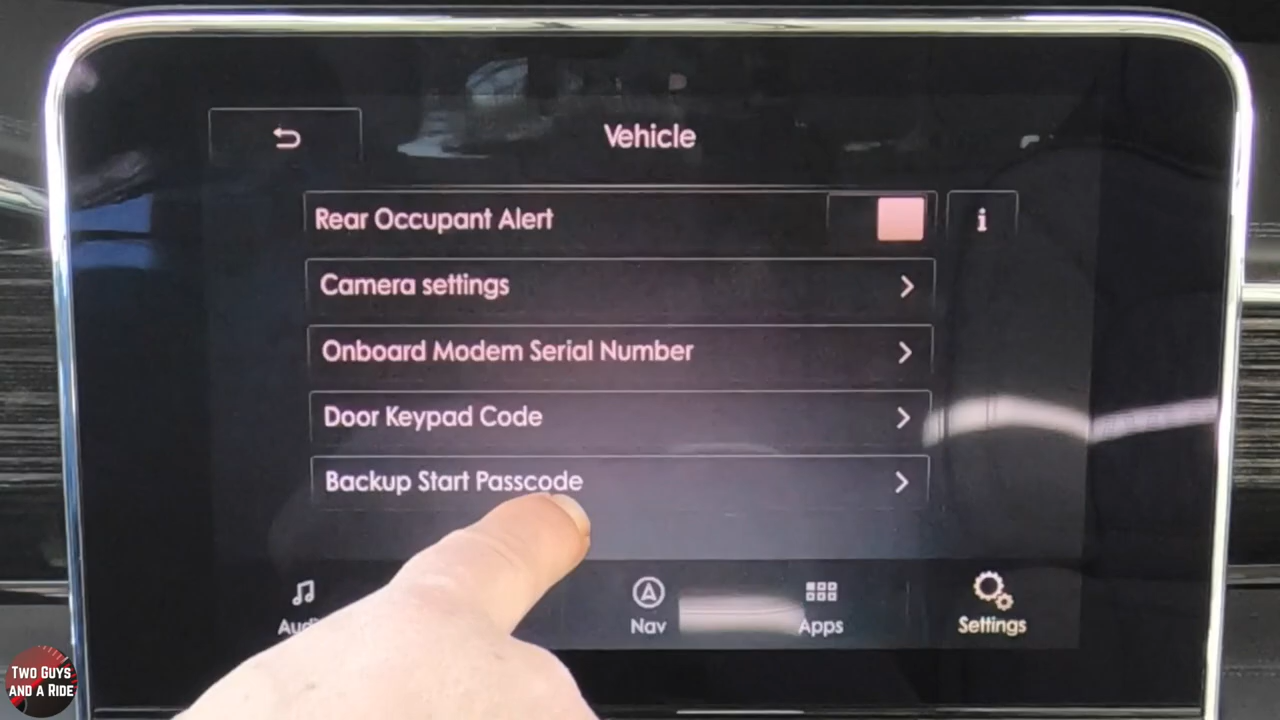 Vehicle
Rear Occupant Alert
i
Camera settings
Onboard Modem Serial Number
Door Keypad Code
Backup Start Passcode
Nav
Apps
Settings
TWO GUYS
AND A RIDE